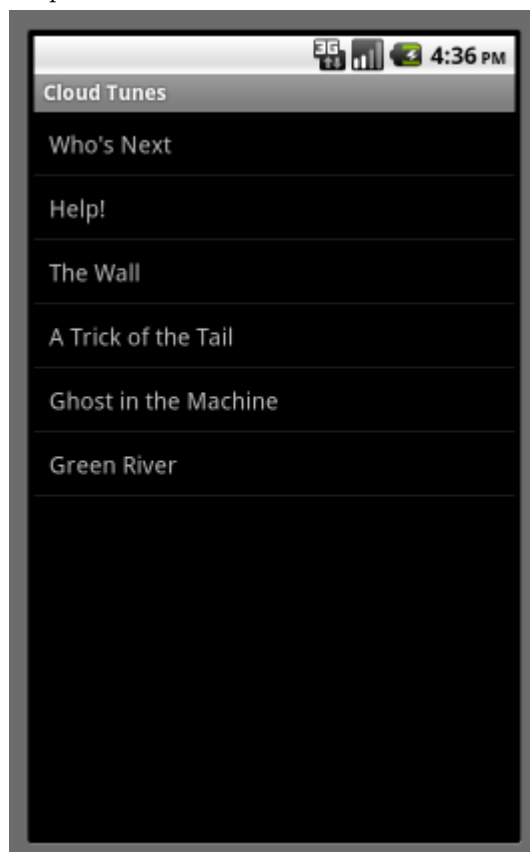 3G 4:36 PM
Cloud Tunes
Who's Next
Help!
The Wall
A Trick of the Tail
Ghost in the Machine
Green River